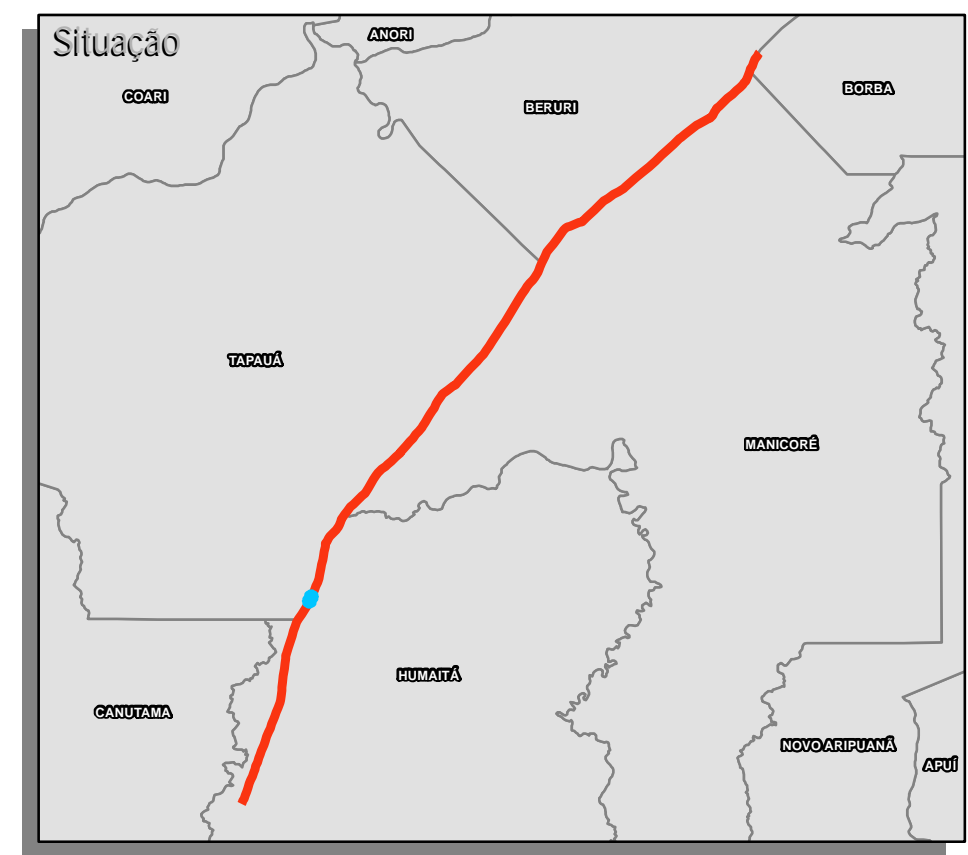 Situação
ANORI
COARI
BERURI
BORBA
TAPAUÁ
MANICORÉ
HUMAITÁ
CANUTAMA
NOVO ARIPUANÃ
APUÍ